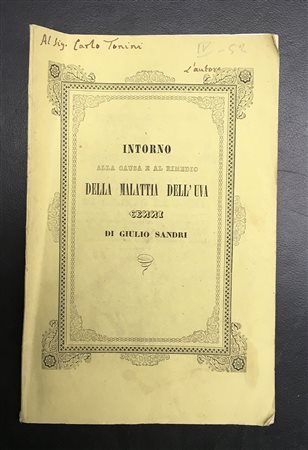 Al Sig. Carlo Tonini
IV-52
L'autore
INTORNO
ALLA CAUSA E AL RIMEDIO
DELLA MALATTIA DELL'UVA
CENNI
DI GIULIO SANDRI